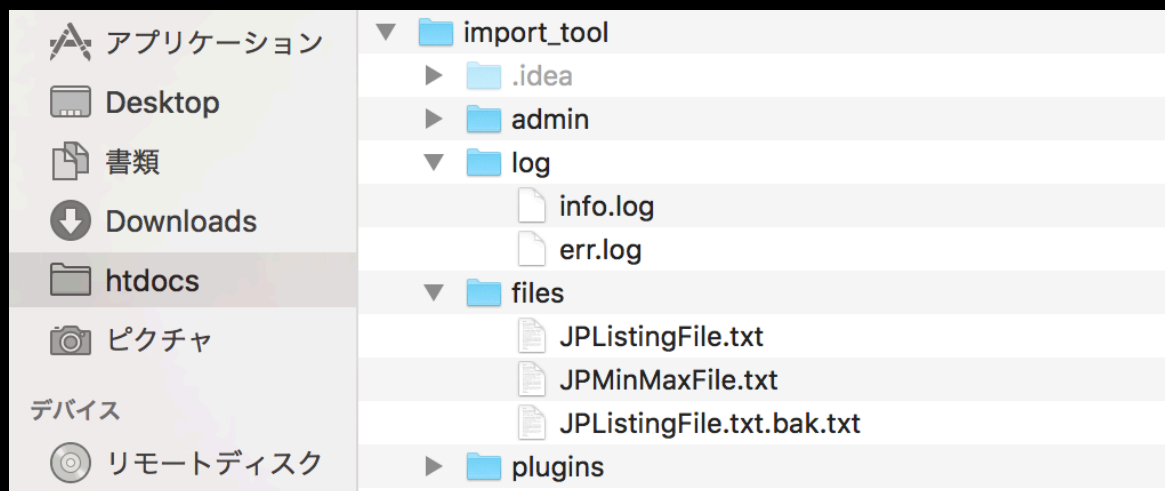 アプリケーション
Desktop
書類
Downloads
htdocs
ピクチャ
デバイス
リモートディスク
import_tool
.idea
admin
log
info.log
err.log
files
JPListingFile.txt
JPMinMaxFile.txt
JPListingFile.txt.bak.txt
plugins